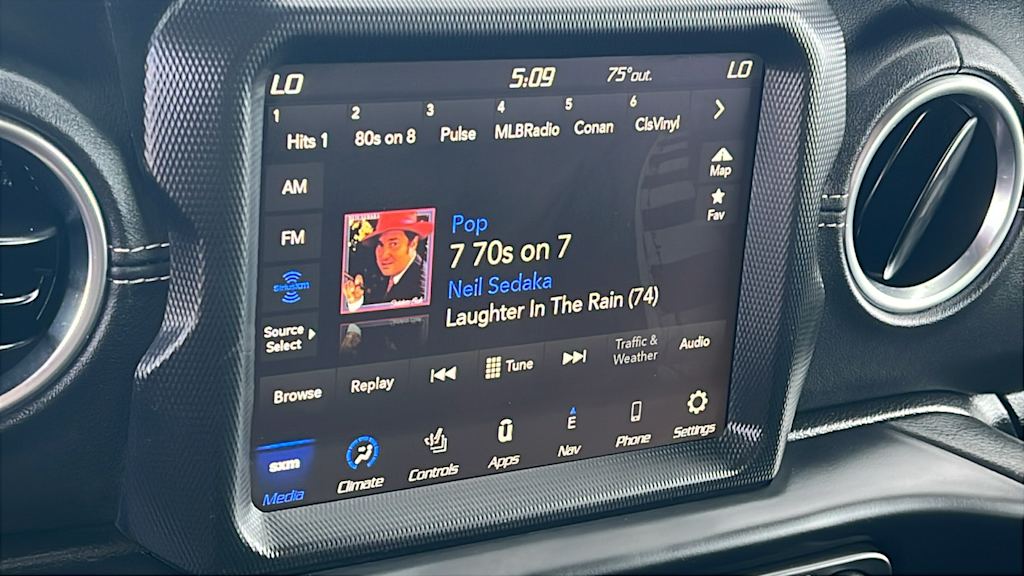 LO 5:09 75°out. LO
1 2 3 4 5 6
Hits 1 80s on 8 Pulse MLBRadio Conan ClsVinyl
AM
Map
Fav
FM
Pop
7 70s on 7
Neil Sedaka
Laughter In The Rain (74)
SiriusXM
Source
Select
Browse Replay Tune Traffic &
Weather Audio
sxm
Media Climate Controls Apps E
Nav Phone Settings